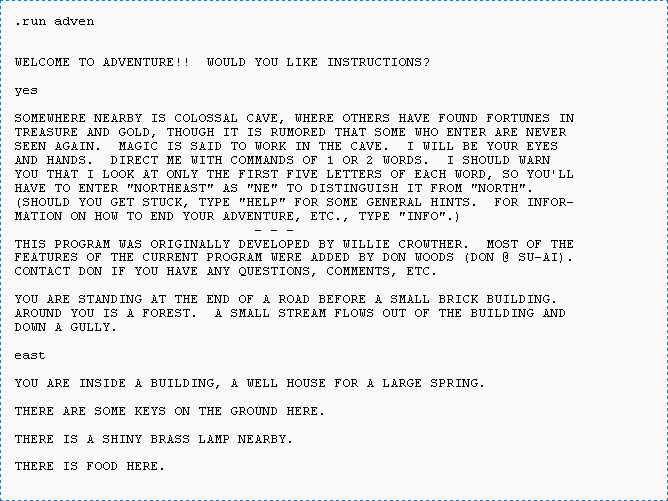 .run adven
WELCOME TO ADVENTURE!!  WOULD YOU LIKE INSTRUCTIONS?
yes
SOMEWHERE NEARBY IS COLOSSAL CAVE, WHERE OTHERS HAVE FOUND FORTUNES IN
TREASURE AND GOLD, THOUGH IT IS RUMORED THAT SOME WHO ENTER ARE NEVER
SEEN AGAIN.  MAGIC IS SAID TO WORK IN THE CAVE.  I WILL BE YOUR EYES
AND HANDS.  DIRECT ME WITH COMMANDS OF 1 OR 2 WORDS.  I SHOULD WARN
YOU THAT I LOOK AT ONLY THE FIRST FIVE LETTERS OF EACH WORD, SO YOU'LL
HAVE TO ENTER "NORTHEAST" AS "NE" TO DISTINGUISH IT FROM "NORTH".
(SHOULD YOU GET STUCK, TYPE "HELP" FOR SOME GENERAL HINTS.  FOR INFOR-
MATION ON HOW TO END YOUR ADVENTURE, ETC., TYPE "INFO".)
- - -
THIS PROGRAM WAS ORIGINALLY DEVELOPED BY WILLIE CROWTHER.  MOST OF THE
FEATURES OF THE CURRENT PROGRAM WERE ADDED BY DON WOODS (DON @ SU-AI).
CONTACT DON IF YOU HAVE ANY QUESTIONS, COMMENTS, ETC.
YOU ARE STANDING AT THE END OF A ROAD BEFORE A SMALL BRICK BUILDING.
AROUND YOU IS A FOREST.  A SMALL STREAM FLOWS OUT OF THE BUILDING AND
DOWN A GULLY.
east
YOU ARE INSIDE A BUILDING, A WELL HOUSE FOR A LARGE SPRING.
THERE ARE SOME KEYS ON THE GROUND HERE.
THERE IS A SHINY BRASS LAMP NEARBY.
THERE IS FOOD HERE.